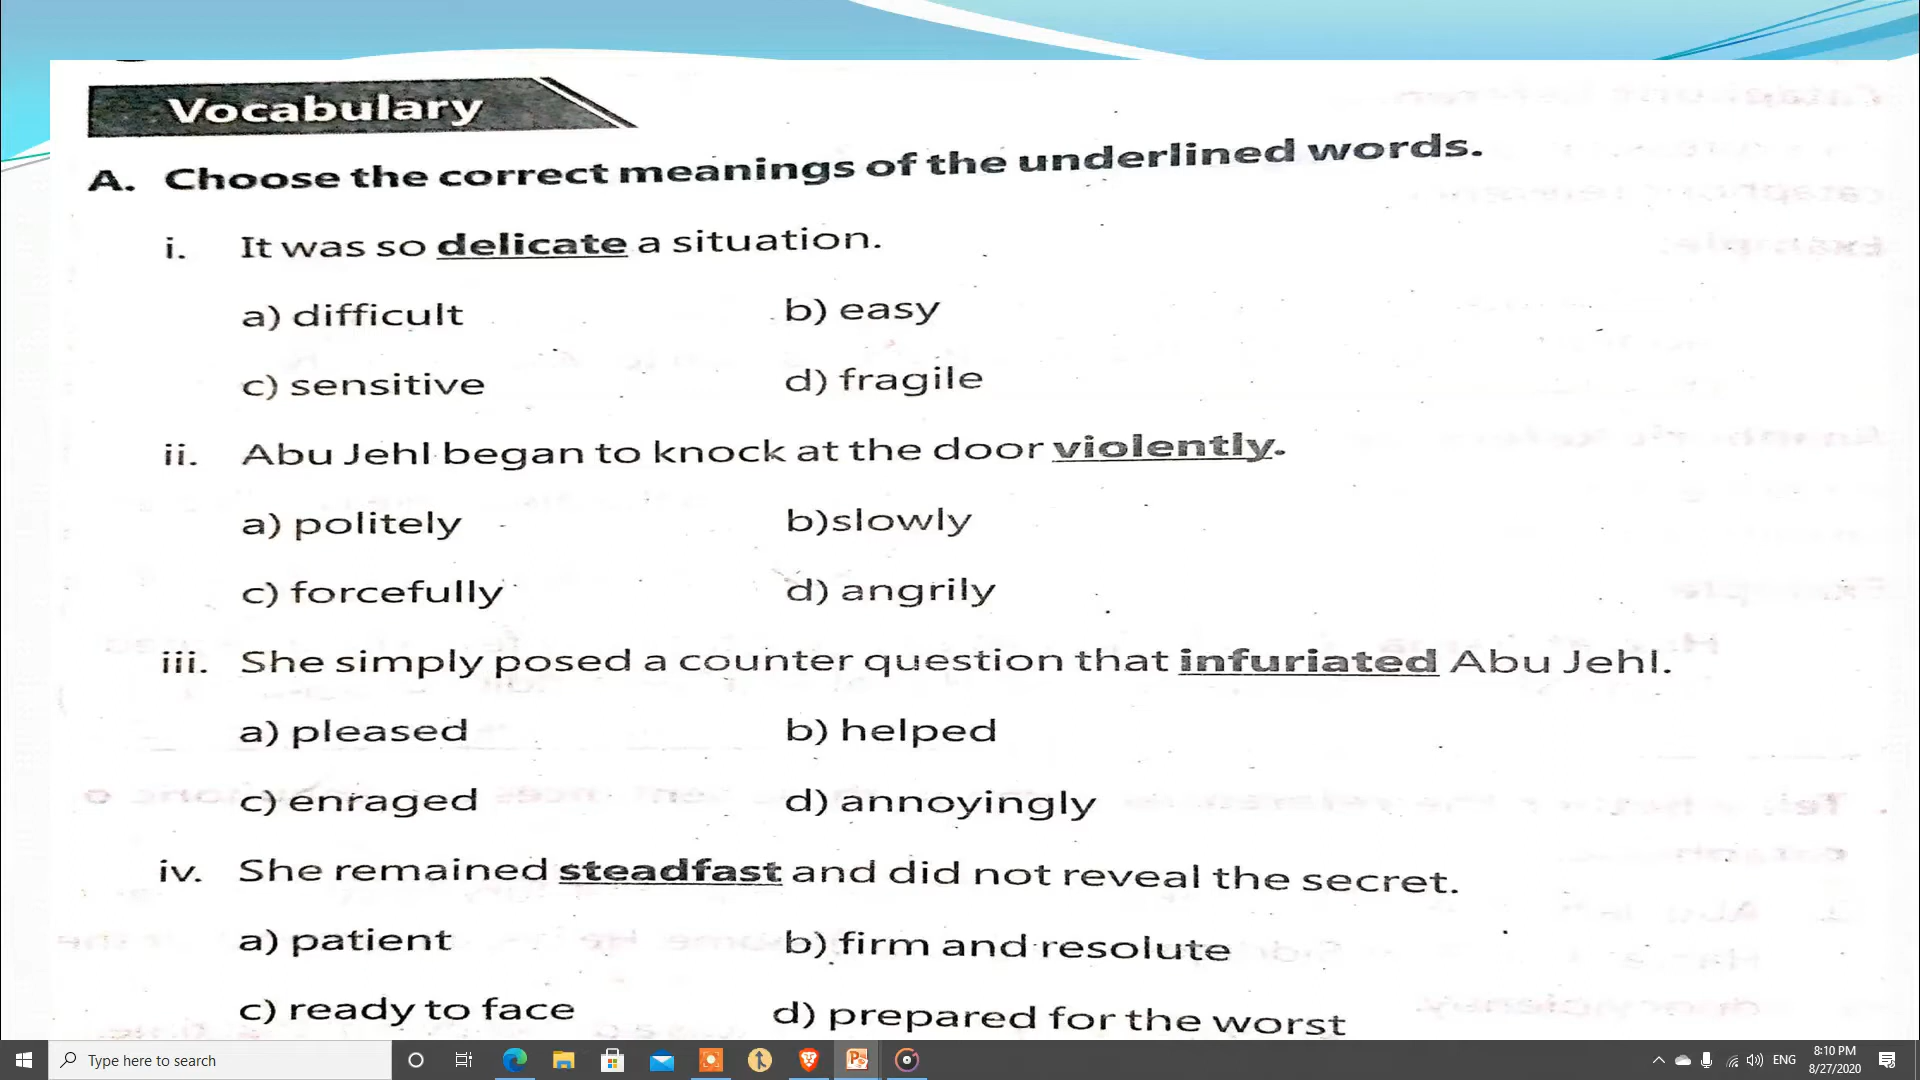 Vocabulary
A. Choose the correct meanings of the underlined words.
i. It was so delicate a situation.
a) difficult b) easy
c) sensitive d) fragile
ii. Abu Jehl began to knock at the door violently.
a) politely b)slowly
c) forcefully d) angrily
iii. She simply posed a counter question that infuriated Abu Jehl.
a) pleased b) helped
c) enraged d) annoyingly
iv. She remained steadfast and did not reveal the secret.
a) patient b) firm and resolute
c) ready to face d) prepared for the worst
Type here to search ENG 8:10 PM
8/27/2020